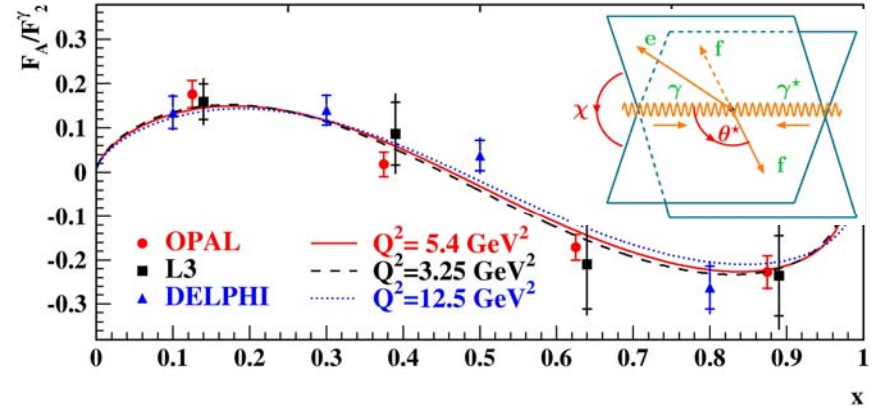 F_A/F_2^γ
0.3
0.2
0.1
0
-0.1
-0.2
-0.3
OPAL
L3
DELPHI
Q²= 5.4 GeV²
Q²=3.25 GeV²
Q²=12.5 GeV²
0 0.1 0.2 0.3 0.4 0.5 0.6 0.7 0.8 0.9 1
x
e
f
γ
γ*
χ
θ*
f